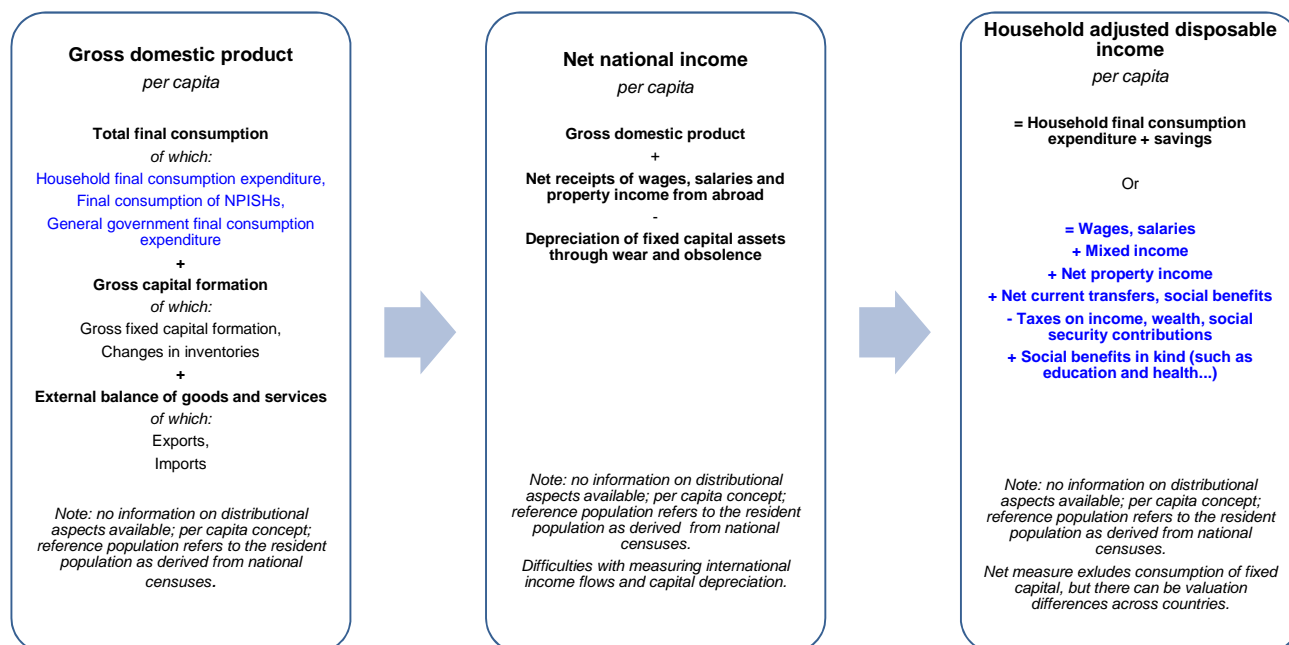 Gross domestic product
per capita
Total final consumption
of which:
Household final consumption expenditure,
Final consumption of NPISHs,
General government final consumption
expenditure
+
Gross capital formation
of which:
Gross fixed capital formation,
Changes in inventories
+
External balance of goods and services
of which:
Exports,
Imports
Note: no information on distributional
aspects available; per capita concept;
reference population refers to the resident
population as derived from national
censuses.
Net national income
per capita
Gross domestic product
+
Net receipts of wages, salaries and
property income from abroad
-
Depreciation of fixed capital assets
through wear and obsolence
Note: no information on distributional
aspects available; per capita concept;
reference population refers to the resident
population as derived from national
censuses.
Difficulties with measuring international
income flows and capital depreciation.
Household adjusted disposable
income
per capita
= Household final consumption
expenditure + savings
Or
= Wages, salaries
+ Mixed income
+ Net property income
+ Net current transfers, social benefits
- Taxes on income, wealth, social
security contributions
+ Social benefits in kind (such as
education and health...)
Note: no information on distributional
aspects available; per capita concept;
reference population refers to the resident
population as derived from national
censuses.
Net measure exludes consumption of fixed
capital, but there can be valuation
differences across countries.